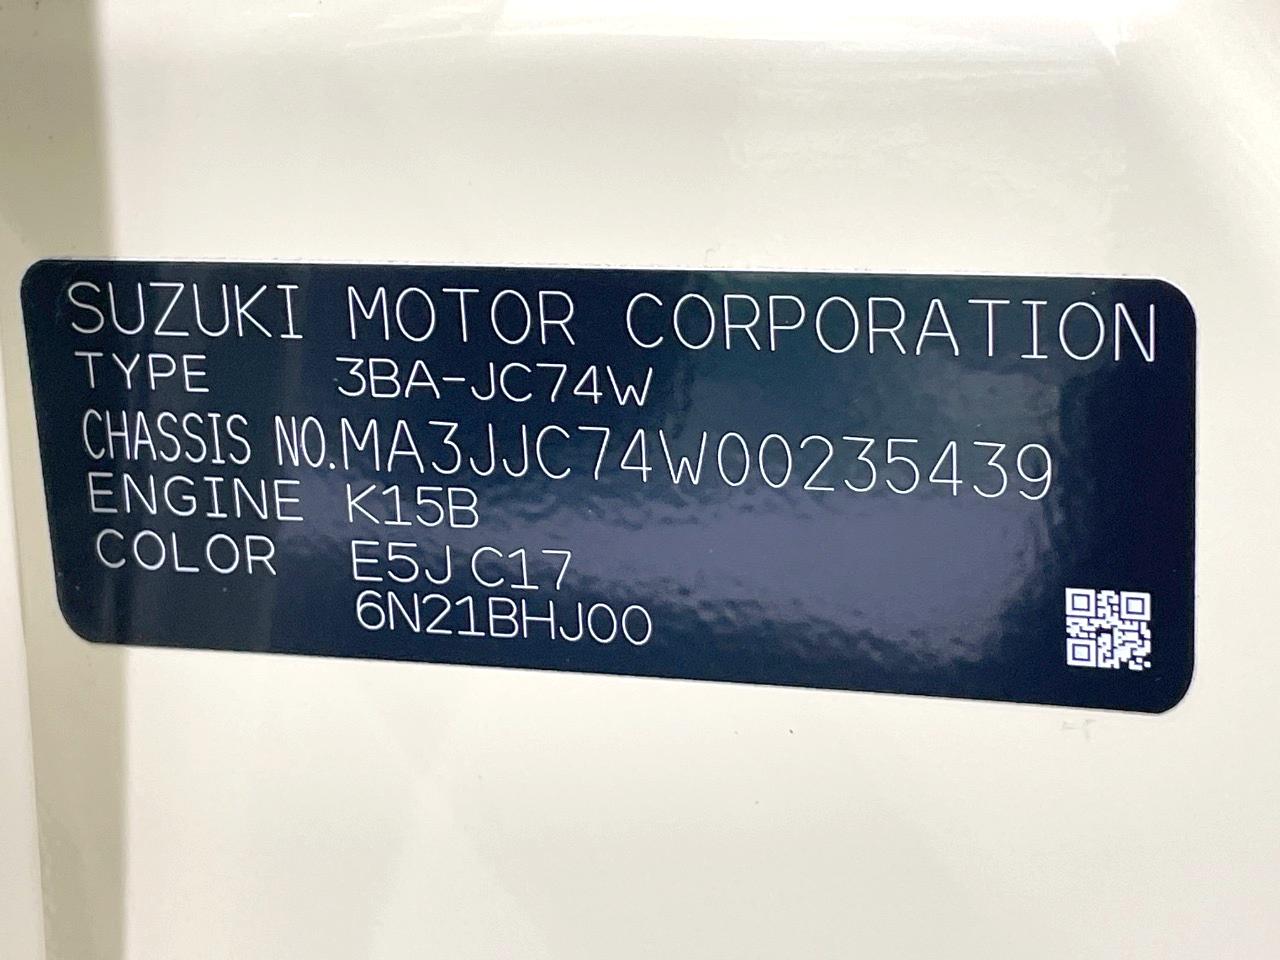 SUZUKI MOTOR CORPORATION
TYPE 3BA-JC74W
CHASSIS NO.MA3JJC74W00235439
ENGINE K15B
COLOR E5J C17
6N21BHJ00